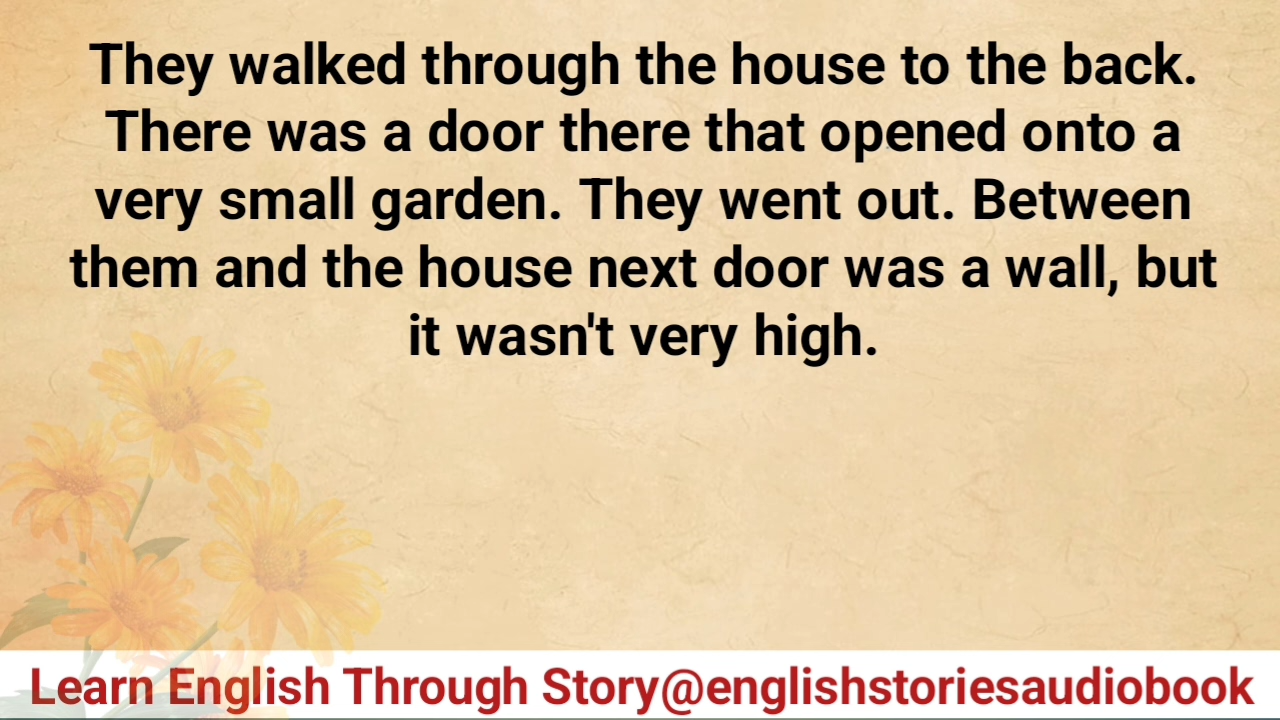 They walked through the house to the back.
There was a door there that opened onto a
very small garden. They went out. Between
them and the house next door was a wall, but
it wasn't very high.
Learn English Through Story@englishstoriesaudiobook